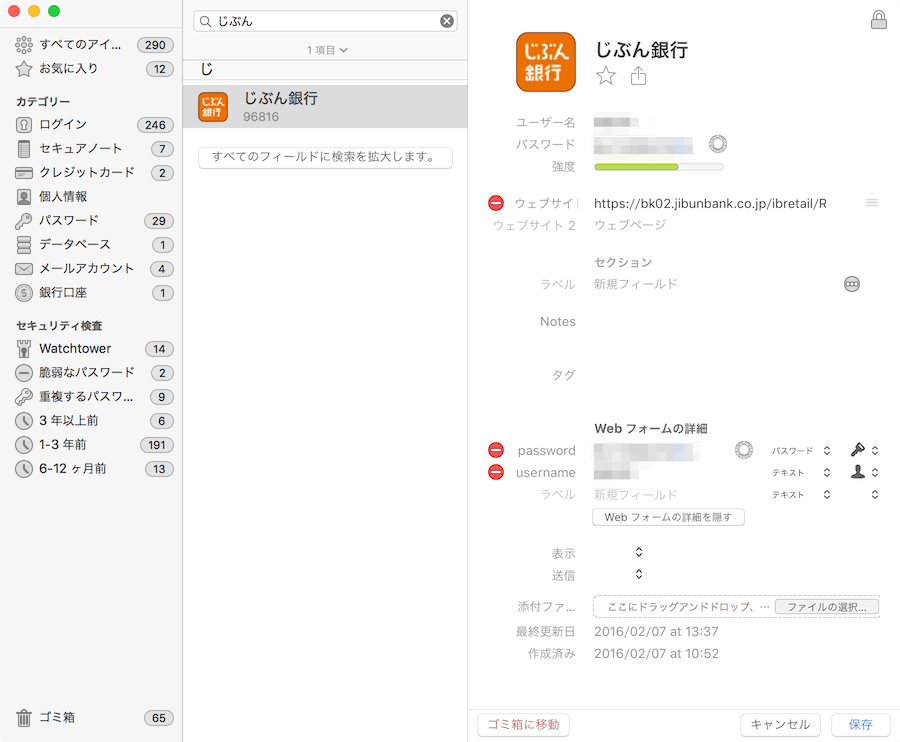 すべてのアイ... 290
お気に入り 12
カテゴリー
ログイン 246
セキュアノート 7
クレジットカード 2
個人情報
パスワード 29
データベース 1
メールアカウント 4
銀行口座 1
セキュリティ検査
Watchtower 14
脆弱なパスワード 2
重複するパスワ... 9
3 年以上前 6
1-3 年前 191
6-12 ヶ月前 13
ゴミ箱 65
じぶん
1 項目
じ
じぶん
銀行
じぶん銀行
96816
すべてのフィールドに検索を拡大します。
じぶん
銀行
じぶん銀行
ユーザー名
パスワード
強度
ウェブサイ https://bk02.jibunbank.co.jp/ibretail/R
ウェブサイト 2 ウェブページ
セクション
ラベル 新規フィールド
Notes
タグ
Web フォームの詳細
password パスワード
username テキスト
ラベル 新規フィールド テキスト
Web フォームの詳細を隠す
表示
送信
添付ファ... ここにドラッグアンドドロップ、… ファイルの選択...
最終更新日 2016/02/07 at 13:37
作成済み 2016/02/07 at 10:52
ゴミ箱に移動 キャンセル 保存